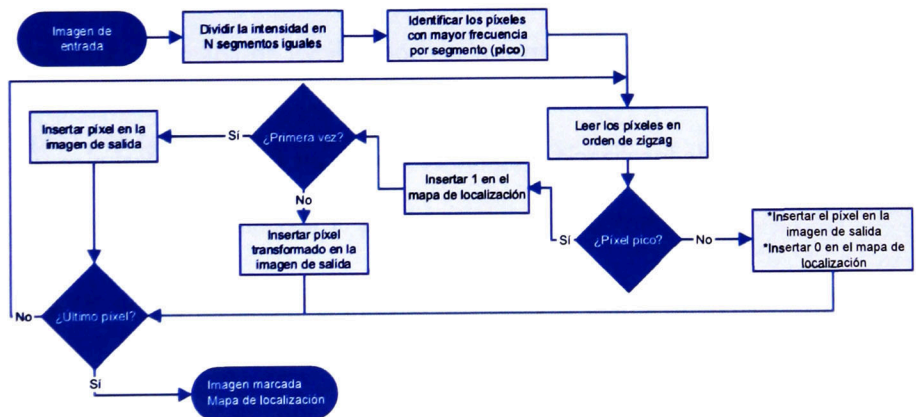 Imagen de
entrada
Dividir la intensidad en
N segmentos iguales
Identificar los píxeles
con mayor frecuencia
por segmento (pico)
Leer los píxeles en
orden de zigzag
¿Píxel pico?
No
*Insertar el píxel en la
imagen de salida
*Insertar 0 en el mapa de
localización
Sí
Insertar 1 en el
mapa de localización
¿Primera vez?
Sí
Insertar píxel en la
imagen de salida
No
Insertar píxel
transformado en la
imagen de salida
¿Último píxel?
No
Sí
Imagen marcada
Mapa de localización